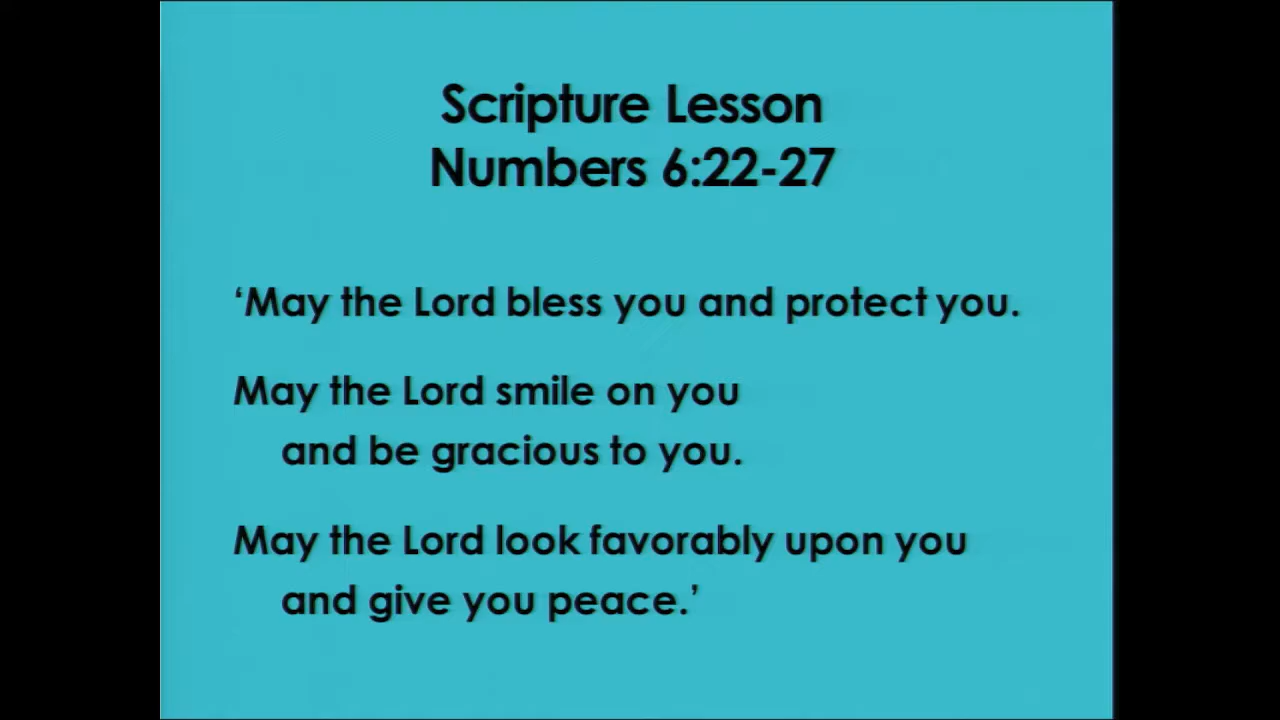 Scripture Lesson
Numbers 6:22-27
‘May the Lord bless you and protect you.
May the Lord smile on you
and be gracious to you.
May the Lord look favorably upon you
and give you peace.’